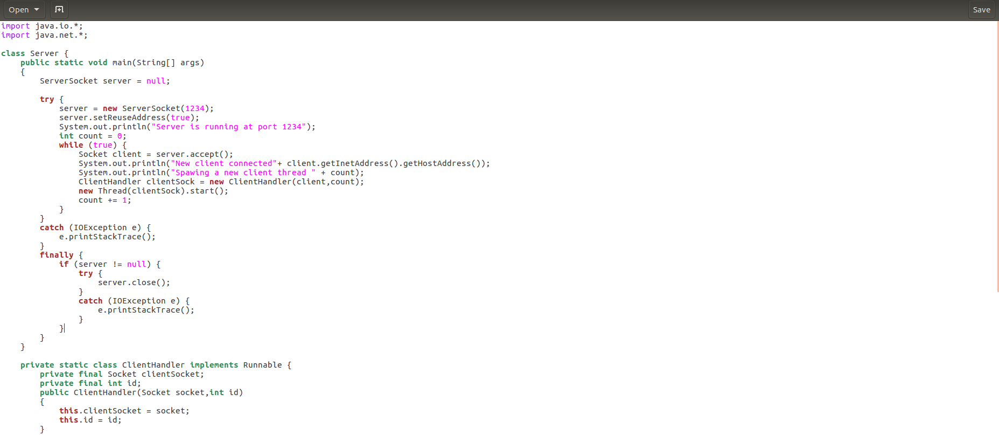 Open
Save
import java.io.*;
import java.net.*;

class Server {
    public static void main(String[] args)
    {
        ServerSocket server = null;

        try {
            server = new ServerSocket(1234);
            server.setReuseAddress(true);
            System.out.println("Server is running at port 1234");
            int count = 0;
            while (true) {
                Socket client = server.accept();
                System.out.println("New client connected"+ client.getInetAddress().getHostAddress());
                System.out.println("Spawing a new client thread " + count);
                ClientHandler clientSock = new ClientHandler(client,count);
                new Thread(clientSock).start();
                count += 1;
            }
        }
        catch (IOException e) {
            e.printStackTrace();
        }
        finally {
            if (server != null) {
                try {
                    server.close();
                }
                catch (IOException e) {
                    e.printStackTrace();
                }
            }
        }
    }

    private static class ClientHandler implements Runnable {
        private final Socket clientSocket;
        private final int id;
        public ClientHandler(Socket socket,int id)
        {
            this.clientSocket = socket;
            this.id = id;
        }